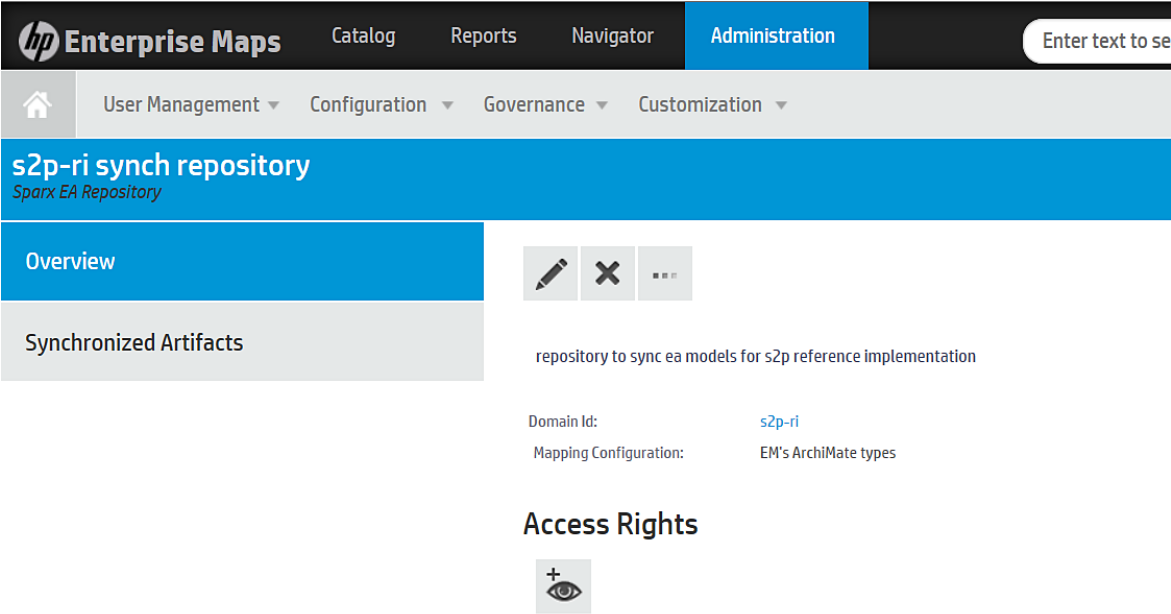 hp Enterprise Maps Catalog Reports Navigator Administration Enter text to se
User Management Configuration Governance Customization
s2p-ri synch repository
Sparx EA Repository
Overview
Synchronized Artifacts
repository to sync ea models for s2p reference implementation
Domain Id: s2p-ri
Mapping Configuration: EM's ArchiMate types
Access Rights